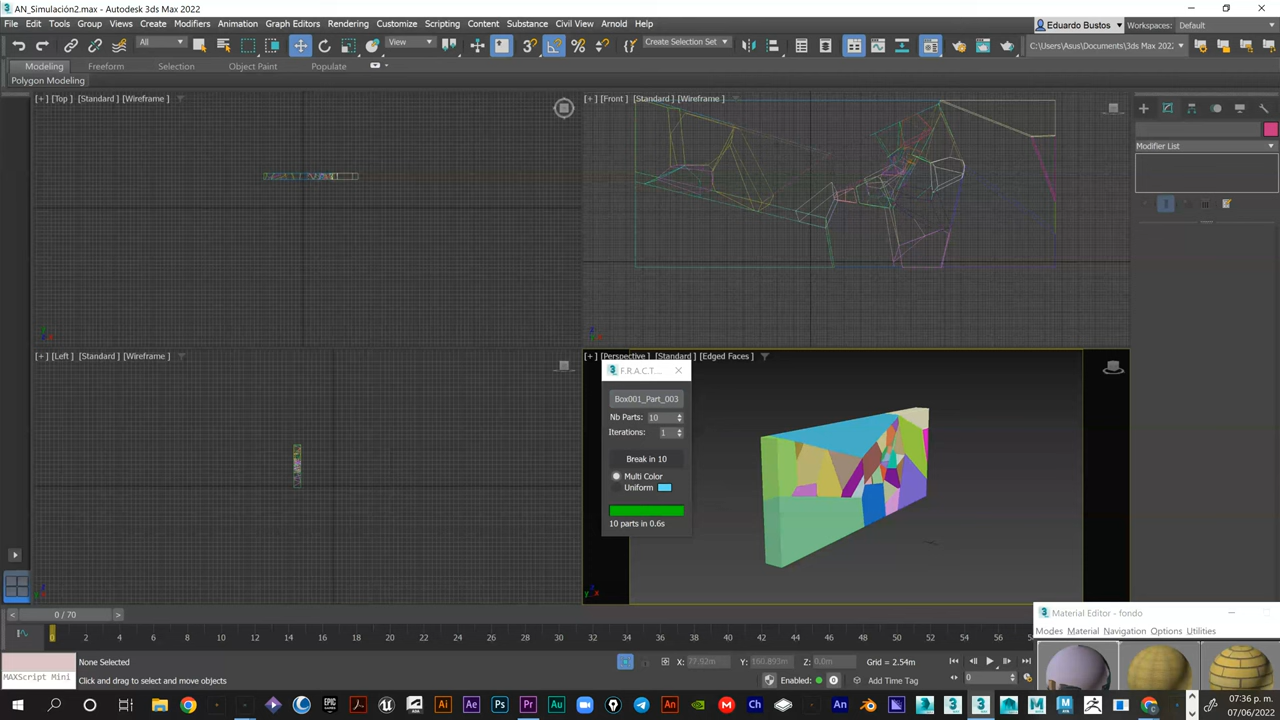 AN_Simulación2.max - Autodesk 3ds Max 2022
File Edit Tools Group Views Create Modifiers Animation Graph Editors Rendering Customize Scripting Content Substance Civil View Arnold Help
Eduardo Bustos
Workspaces: Default
All
View
Create Selection Set
C:\Users\Asus\Documents\3ds Max 2022
Modeling Freeform Selection Object Paint Populate
Polygon Modeling
[+] [Top] [Standard] [Wireframe]
[+] [Front] [Standard] [Wireframe]
Modifier List
[+] [Left] [Standard] [Wireframe]
[+] [Perspective] [Standard] [Edged Faces]
F.R.A.C.T...
Box001_Part_003
Nb Parts: 10
Iterations: 1
Break in 10
Multi Color
Uniform
10 parts in 0.6s
0 / 70
0 2 4 6 8 10 12 14 16 18 20 22 24 26 28 30 32 34 36 38 40 42 44 46 48 50 52 54 56
Material Editor - fondo
Modes Material Navigation Options Utilities
None Selected
X: 77.92m Y: 160.893m Z: 0.0m Grid = 2.54m
MAXScript Mini
Click and drag to select and move objects
Enabled:
Add Time Tag
0
07:36 p. m.
07/06/2022